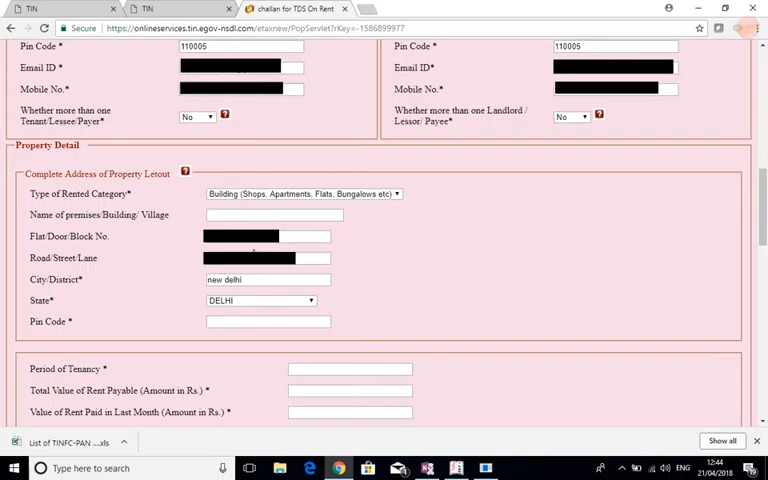 TIN
TIN
challan for TDS On Rent
Secure https://onlineservices.tin.egov-nsdl.com/etaxnew/PopServlet?rKey=-1586899977
Pin Code * 110005
Pin Code * 110005
Email ID *
Email ID*
Mobile No.*
Mobile No.*
Whether more than one
Tenant/Lessee/Payer* No
Whether more than one Landlord /
Lessor/ Payee* No
Property Detail
Complete Address of Property Letout
Type of Rented Category* Building (Shops, Apartments, Flats, Bungalows etc)
Name of premises/Building/ Village
Flat/Door/Block No.
Road/Street/Lane
City/District* new delhi
State* DELHI
Pin Code *
Period of Tenancy *
Total Value of Rent Payable (Amount in Rs.) *
Value of Rent Paid in Last Month (Amount in Rs.) *
List of TINFC-PAN ....xls
Show all
Type here to search
ENG
12:44
21/04/2018